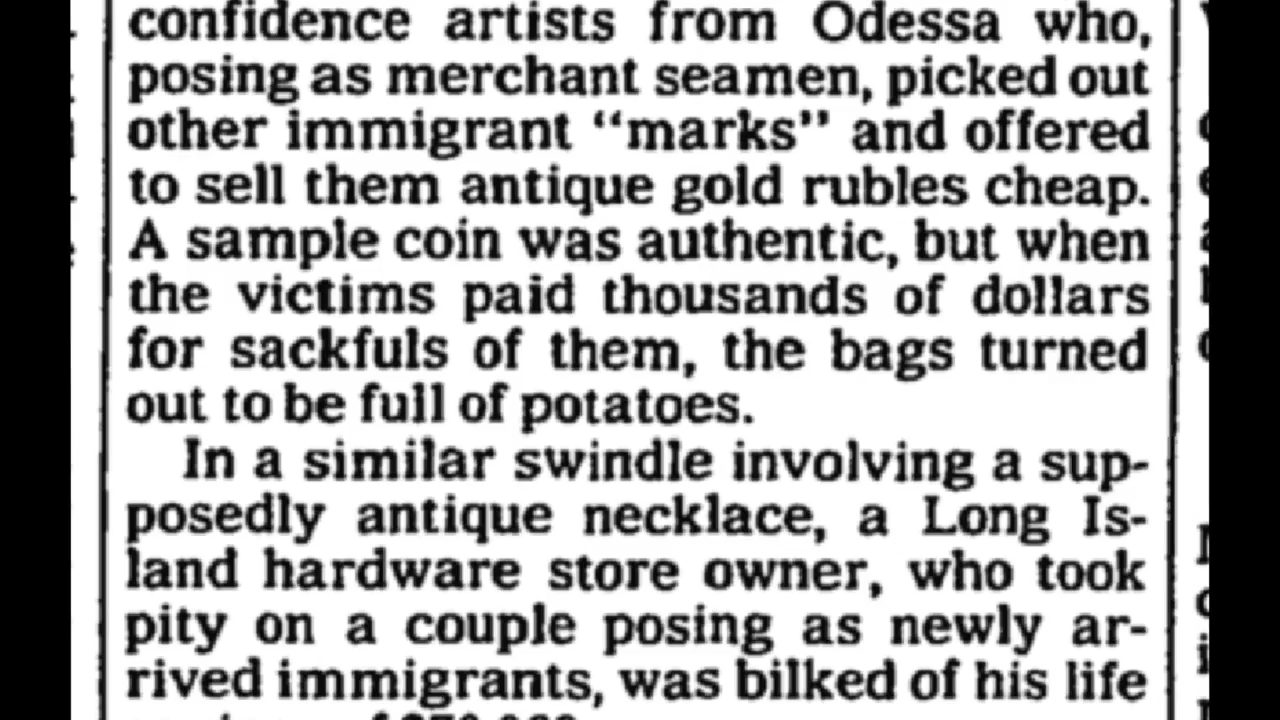 confidence artists from Odessa who,
posing as merchant seamen, picked out
other immigrant “marks” and offered
to sell them antique gold rubles cheap.
A sample coin was authentic, but when
the victims paid thousands of dollars
for sackfuls of them, the bags turned
out to be full of potatoes.
In a similar swindle involving a sup-
posedly antique necklace, a Long Is-
land hardware store owner, who took
pity on a couple posing as newly ar-
rived immigrants, was bilked of his life